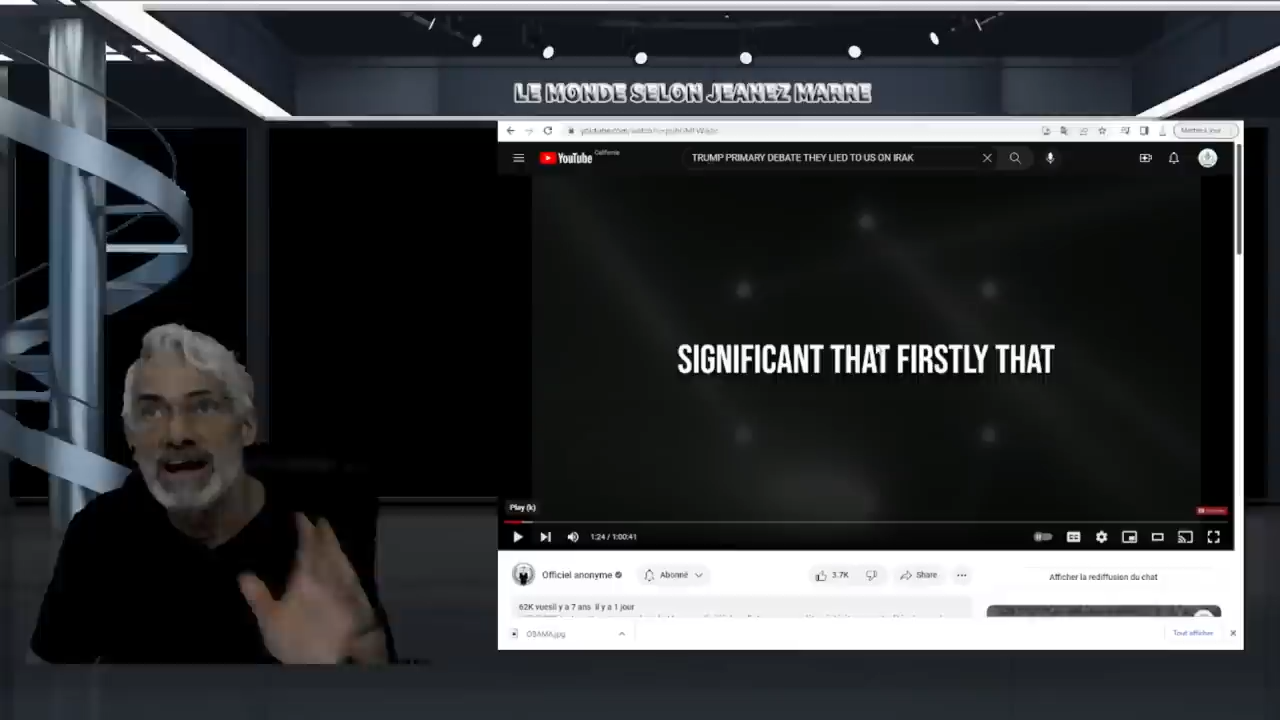 LE MONDE SELON JEANEZ MARRE
YouTube
California
TRUMP PRIMARY DEBATE THEY LIED TO US ON IRAK
SIGNIFICANT THAT FIRSTLY THAT
Play (k)
1:24 / 1:00:41
Officiel anonyme
Abonné
3.7K
Share
Afficher la rediffusion du chat
62K vuesil y a 7 ans il y a 1 jour
OBAMA.jpg
Tout afficher